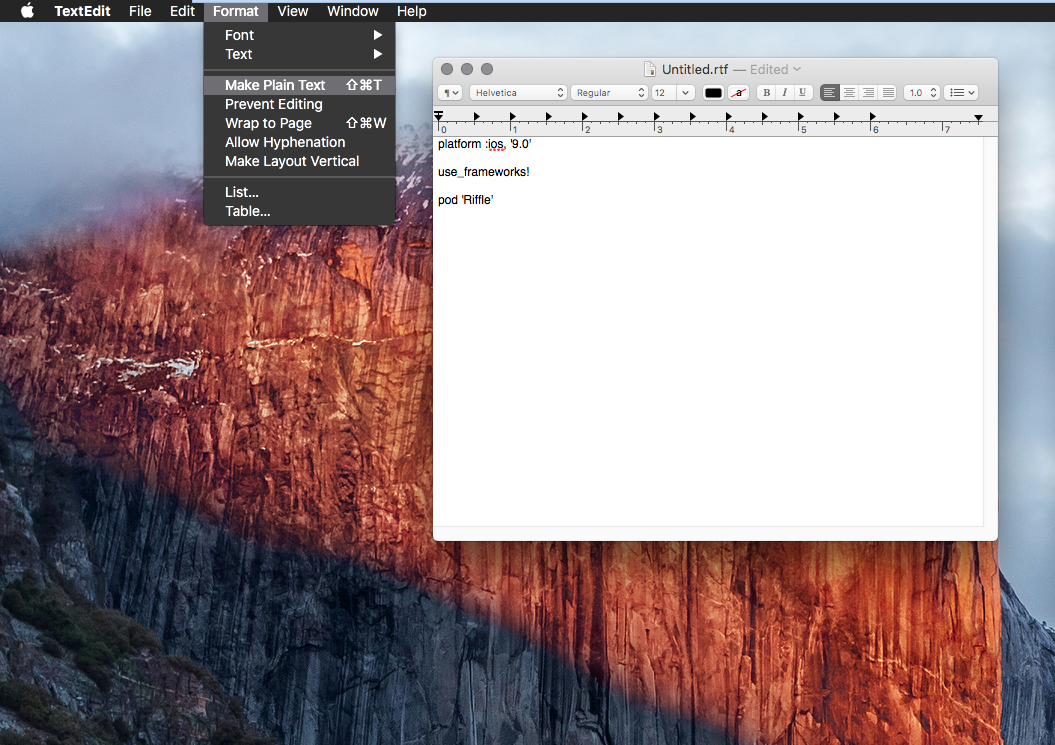 TextEdit File Edit Format View Window Help
Font
Text
Make Plain Text ⇧⌘T
Prevent Editing
Wrap to Page ⇧⌘W
Allow Hyphenation
Make Layout Vertical
List...
Table...
Untitled.rtf — Edited
¶ Helvetica Regular 12 a B I U 1.0
0 1 2 3 4 5 6 7
platform :ios, '9.0'
use_frameworks!
pod 'Riffle'